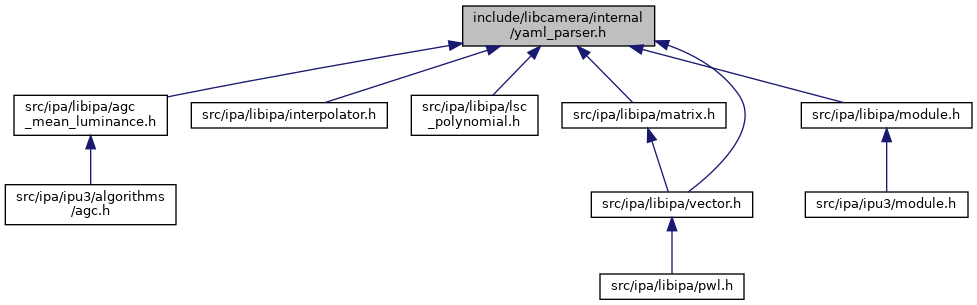 include/libcamera/internal
/yaml_parser.h
src/ipa/libipa/agc
_mean_luminance.h
src/ipa/libipa/interpolator.h
src/ipa/libipa/lsc
_polynomial.h
src/ipa/libipa/matrix.h
src/ipa/libipa/module.h
src/ipa/ipu3/algorithms
/agc.h
src/ipa/libipa/vector.h
src/ipa/ipu3/module.h
src/ipa/libipa/pwl.h